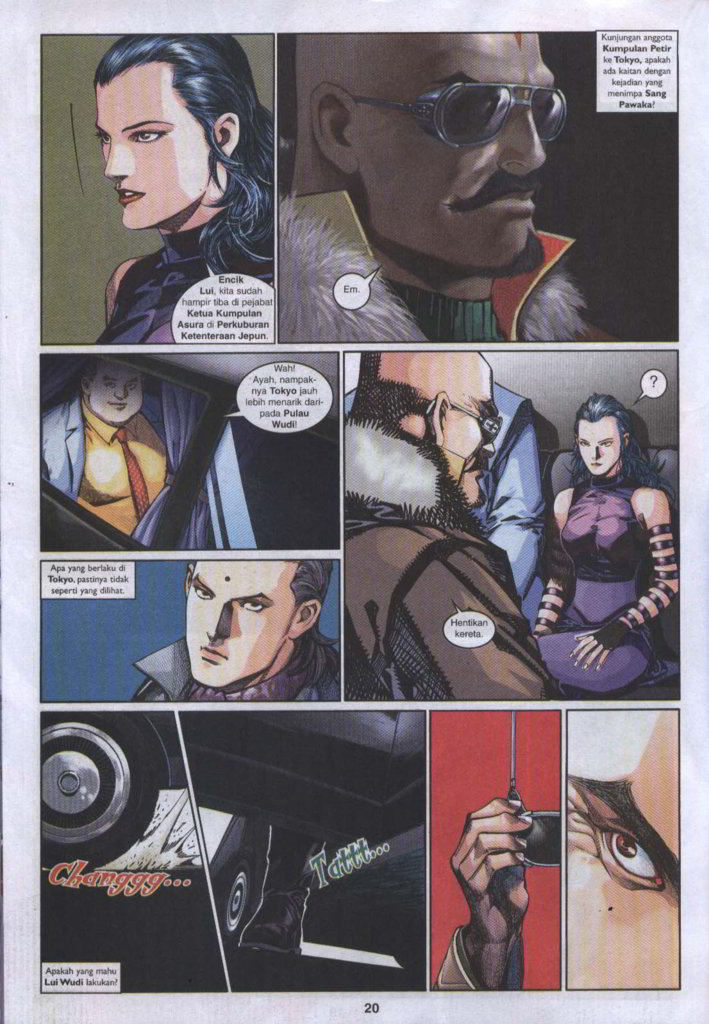 Kunjungan anggota
Kumpulan Petir
ke Tokyo, apakah
ada kaitan dengan
kejadian yang
menimpa Sang
Pawaka?
Encik
Lui, kita sudah
hampir tiba di pejabat
Ketua Kumpulan
Asura di Perkuburan
Ketenteraan Jepun.
Em.
Wah!
Ayah, nampak-
nya Tokyo jauh
lebih menarik dari-
pada Pulau
Wudi!
?
Hentikan
kereta.
Apa yang berlaku di
Tokyo, pastinya tidak
seperti yang dilihat.
Changgg...
Tattt...
Apakah yang mahu
Lui Wudi lakukan?
20